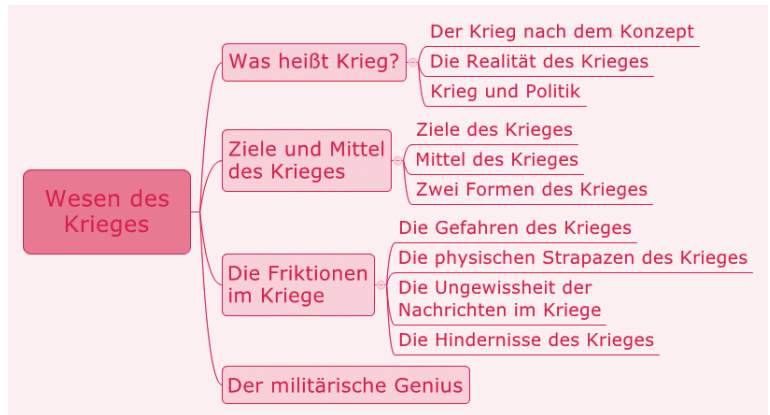 Wesen des
Krieges
Was heißt Krieg?
Der Krieg nach dem Konzept
Die Realität des Krieges
Krieg und Politik
Ziele und Mittel
des Krieges
Ziele des Krieges
Mittel des Krieges
Zwei Formen des Krieges
Die Friktionen
im Kriege
Die Gefahren des Krieges
Die physischen Strapazen des Krieges
Die Ungewissheit der
Nachrichten im Kriege
Die Hindernisse des Krieges
Der militärische Genius